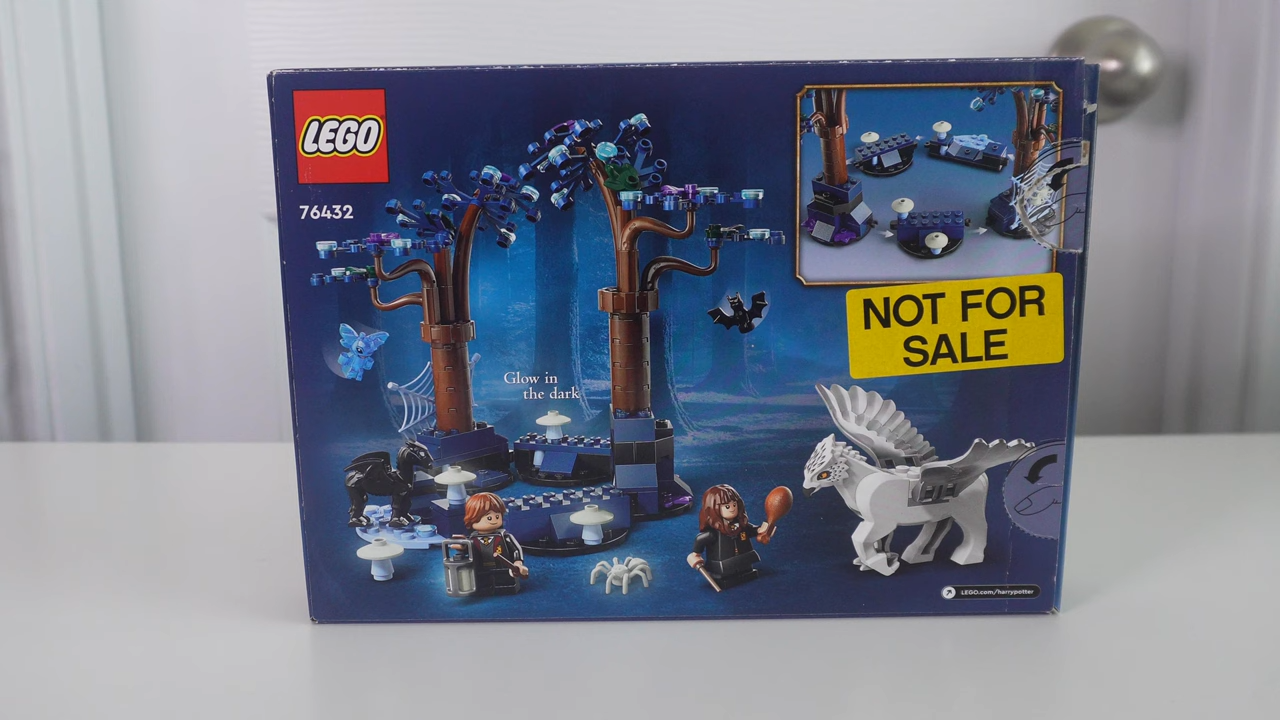 LEGO
76432
NOT FOR
SALE
Glow in
the dark
LEGO.com/harrypotter